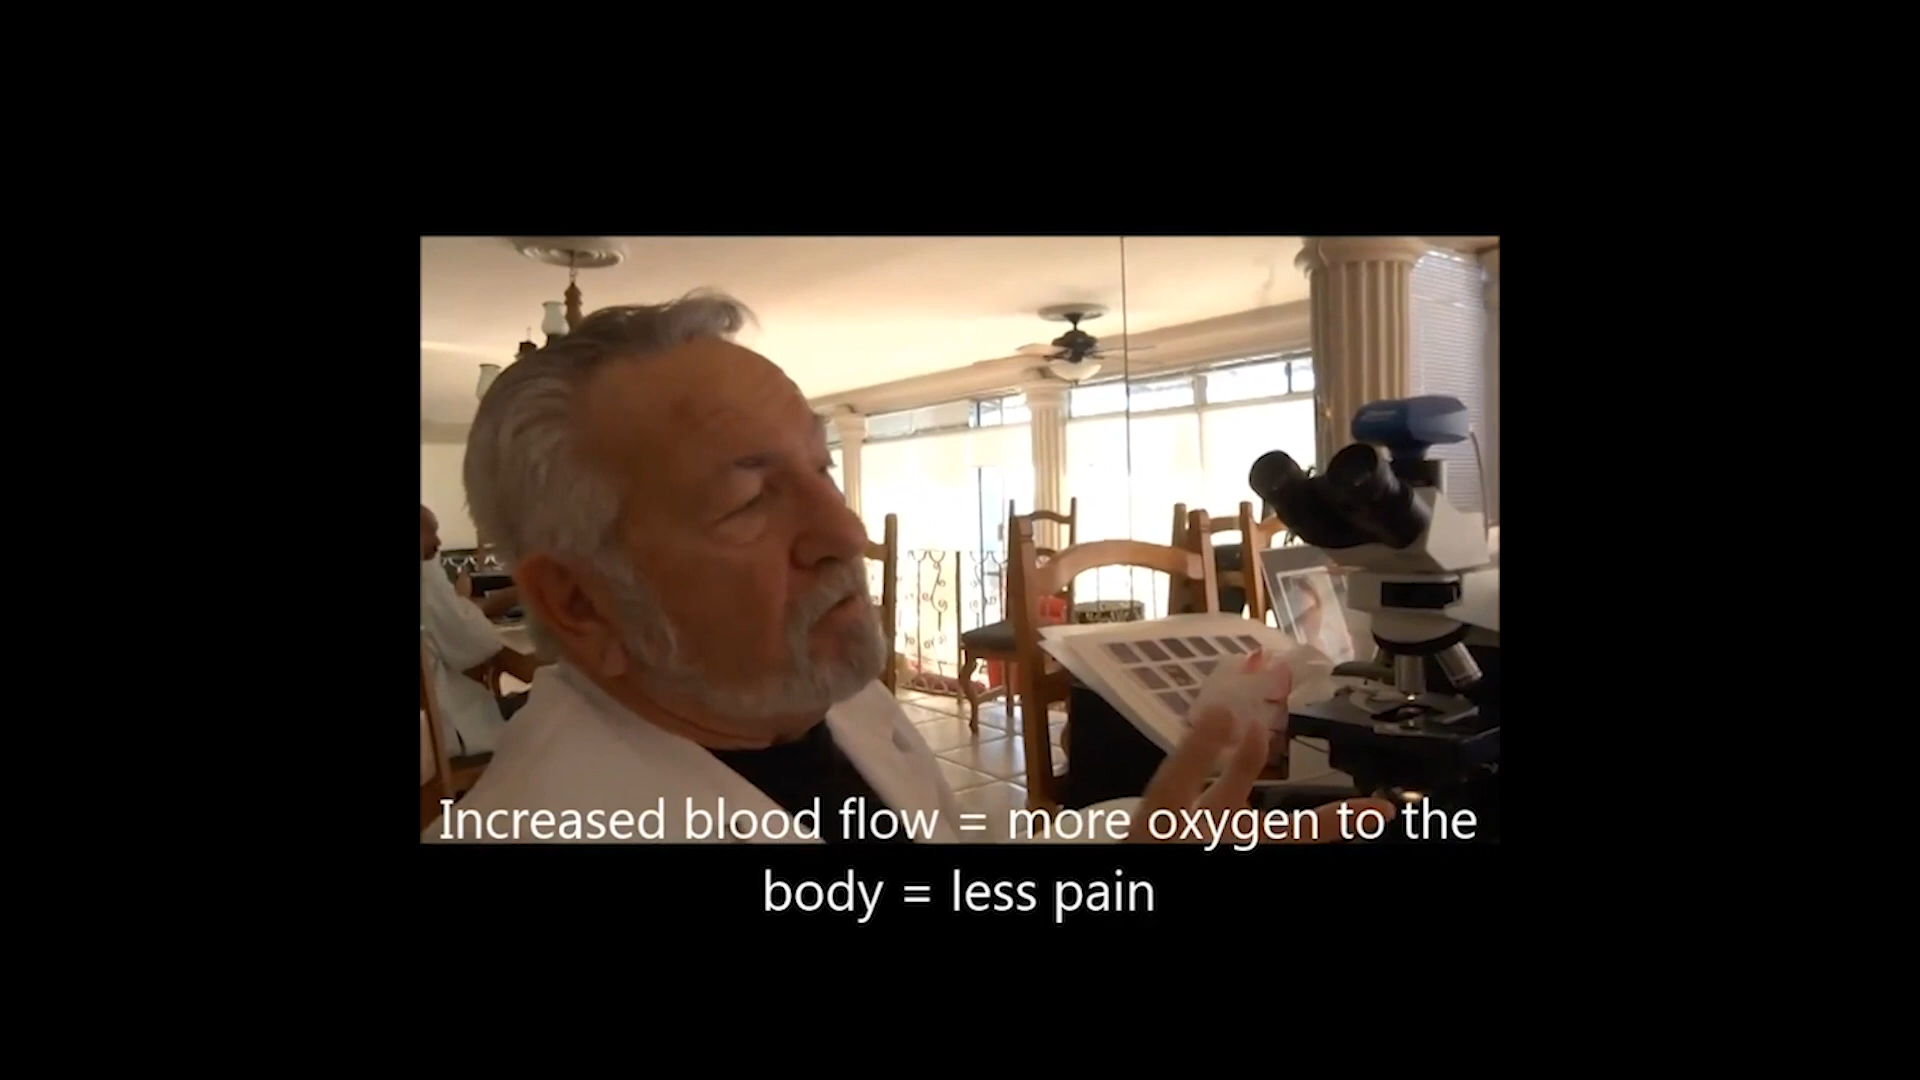 Increased blood flow = more oxygen to the
body = less pain